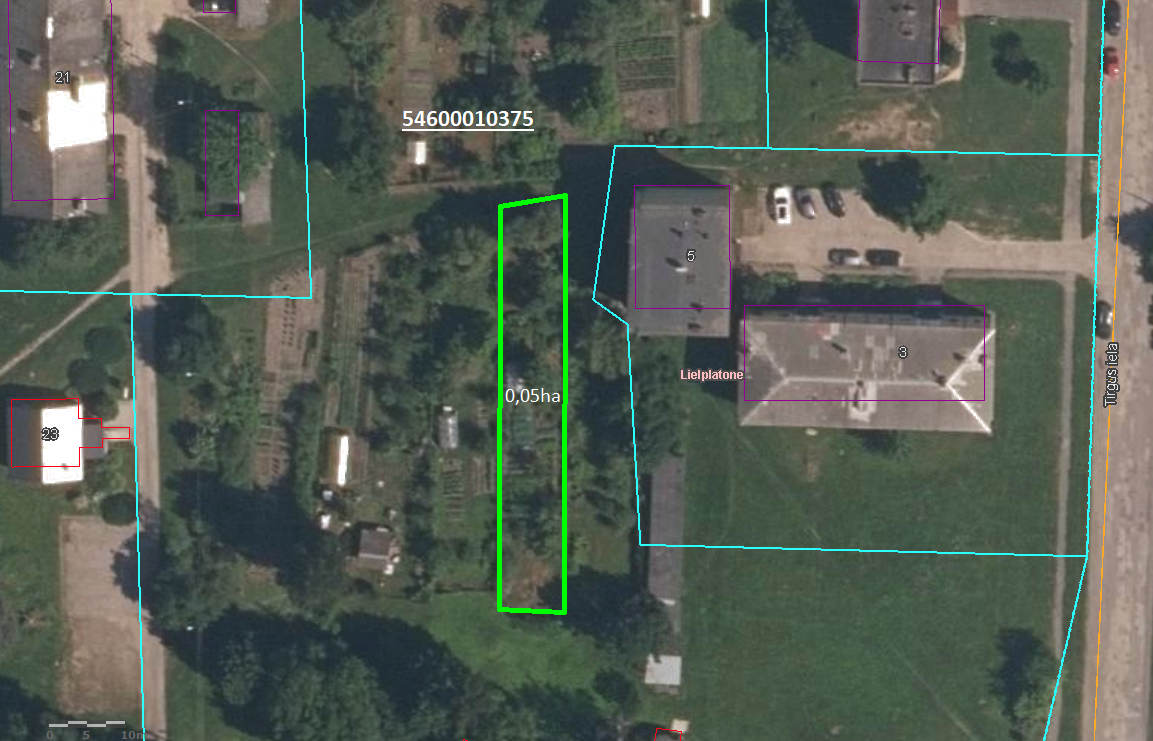 21
54600010375
5
3
Lielplatone
Tirgus iela
0,05ha
23
0 5 10m